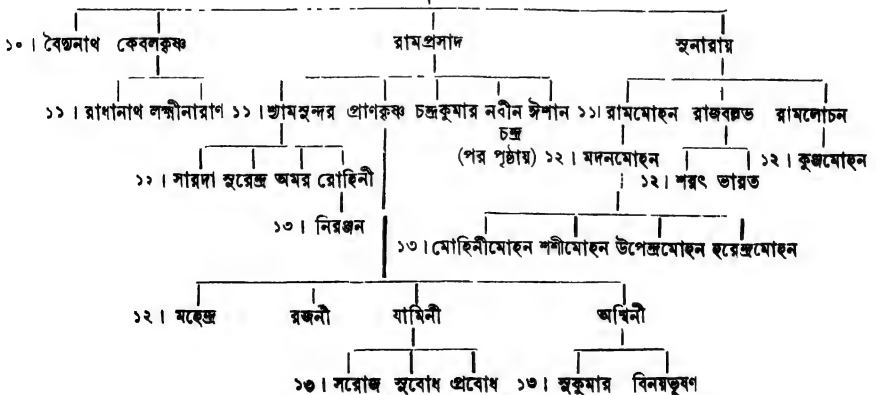 ১০। বৈদ্যনাথ কেবলকৃষ্ণ রামপ্রসাদ সুনারায়
১১। রাধানাথ লক্ষ্মীনারাণ ১১। শ্যামসুন্দর প্রাণকৃষ্ণ চন্দ্রকুমার নবীন ঈশান ১১। রামমোহন রাজবল্লভ রামলোচন
চন্দ্র
(পর পৃষ্ঠায়) ১২। মদনমোহন ১২। কুঞ্জমোহন
১২। সারদা সুরেন্দ্র অমর রোহিনী ১২। শরৎ ভারত
১৩। নিরঞ্জন
১৩। মোহিনীমোহন শশীমোহন উপেন্দ্রমোহন হরেন্দ্রমোহন
১২। মহেন্দ্র রজনী যামিনী অশ্বিনী
১৩। সরোজ সুবোধ প্রবোধ ১৩। সুকুমার বিনয়ভূষণ